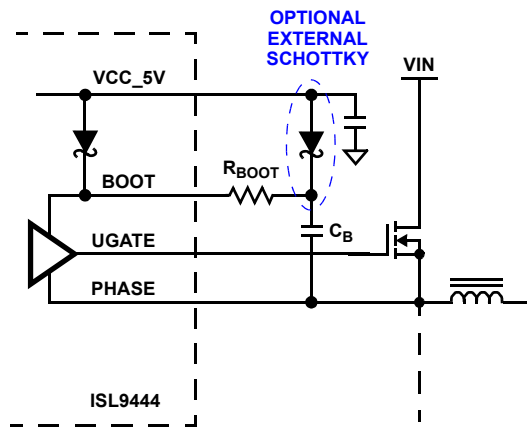 OPTIONAL
EXTERNAL
SCHOTTKY
VCC_5V
VIN
BOOT
RBOOT
CB
UGATE
PHASE
ISL9444